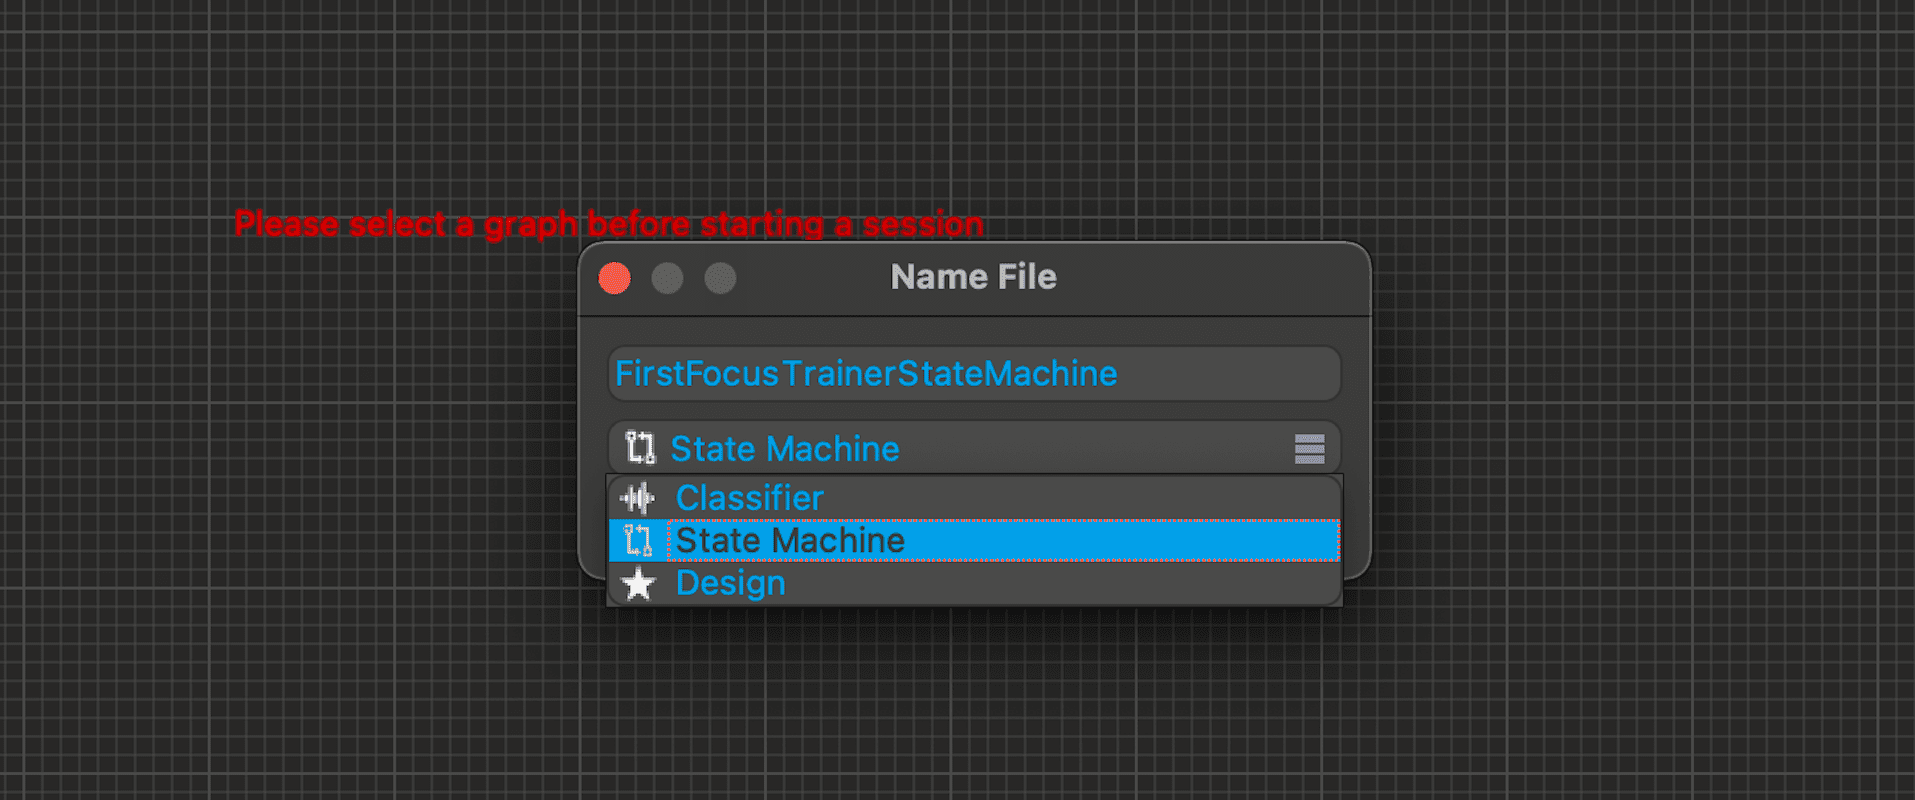 Please select a graph before starting a session
Name File
FirstFocusTrainerStateMachine
State Machine
Classifier
State Machine
Design